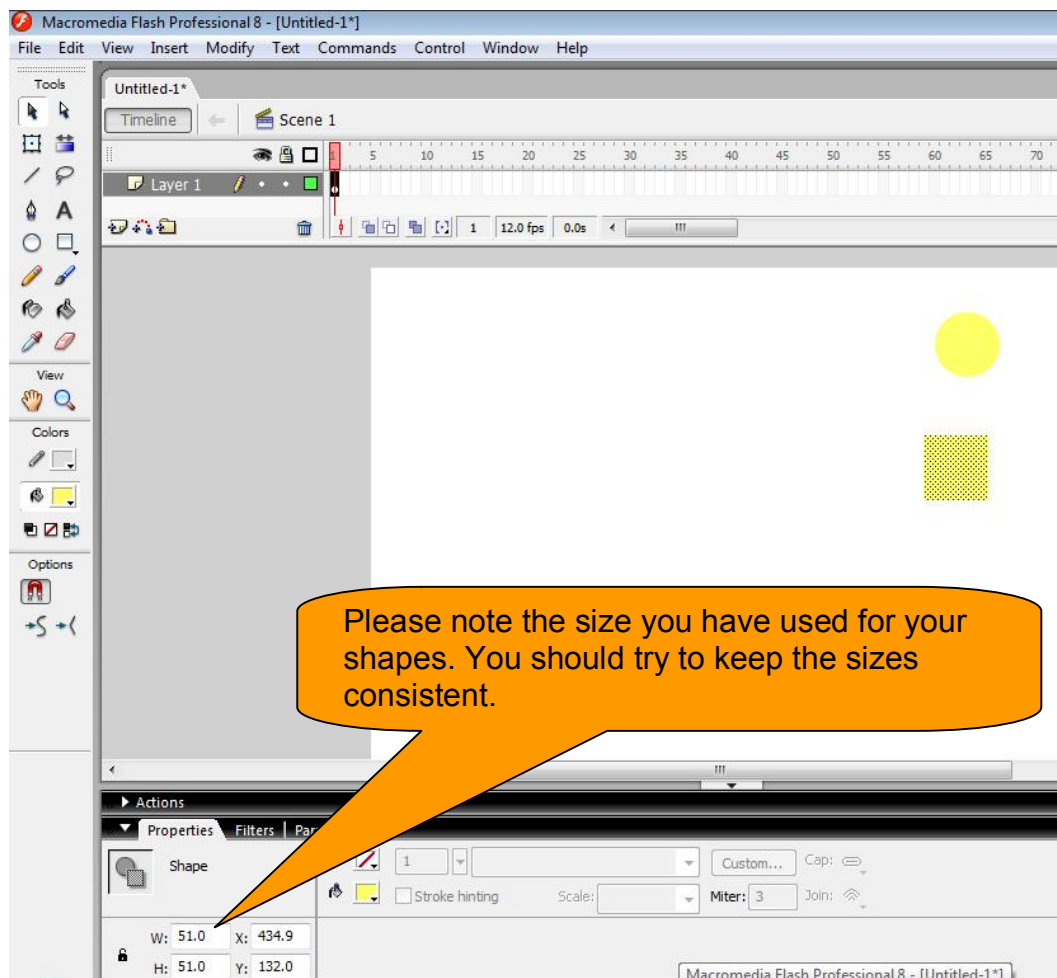 Macromedia Flash Professional 8 - [Untitled-1*]
File Edit View Insert Modify Text Commands Control Window Help
Tools
Untitled-1*
Timeline Scene 1
1 5 10 15 20 25 30 35 40 45 50 55 60 65 70
Layer 1
A
1 12.0 fps 0.0s
View
Colors
Options
Please note the size you have used for your
shapes. You should try to keep the sizes
consistent.
Actions
Properties Filters
Shape 1 Custom... Cap:
Stroke hinting Scale: Miter: 3 Join:
W: 51.0 X: 434.9
H: 51.0 Y: 132.0
Macromedia Flash Professional 8 - [Untitled-1*]